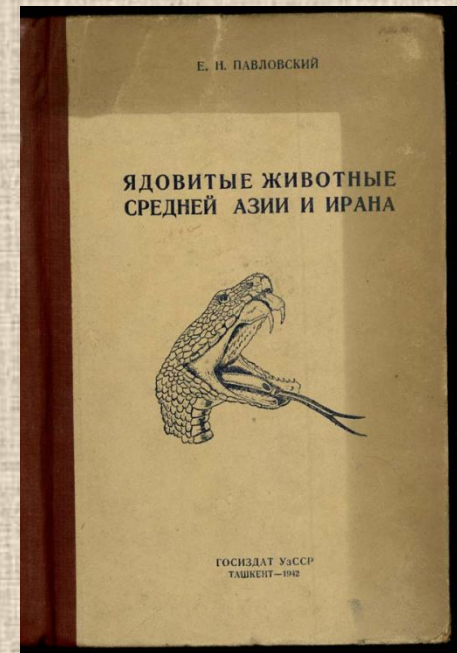 Е. Н. ПАВЛОВСКИЙ
ЯДОВИТЫЕ ЖИВОТНЫЕ
СРЕДНЕЙ АЗИИ И ИРАНА
ГОСИЗДАТ УзССР
ТАШКЕНТ—1942